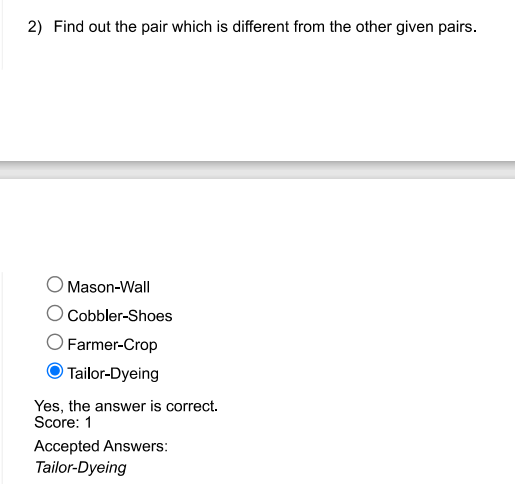 2) Find out the pair which is different from the other given pairs.
Mason-Wall
Cobbler-Shoes
Farmer-Crop
Tailor-Dyeing
Yes, the answer is correct.
Score: 1
Accepted Answers:
Tailor-Dyeing